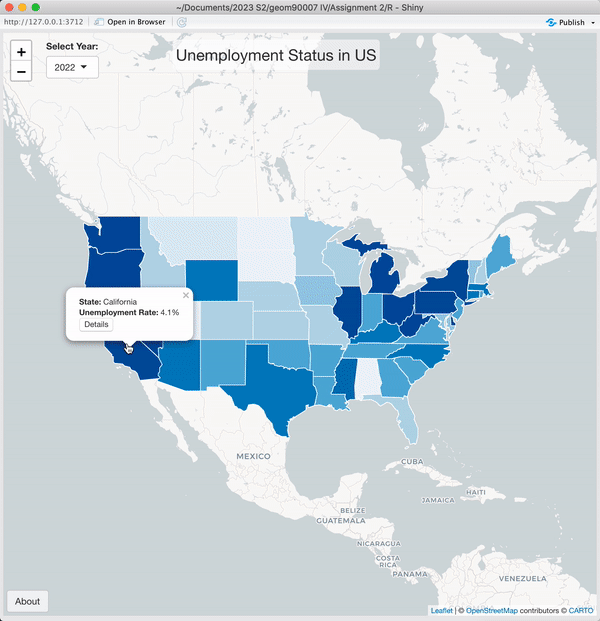 ~/Documents/2023 S2/geom90007 IV/Assignment 2/R - Shiny
http://127.0.0.1:3712
Open in Browser
Publish
+
−
Select Year:
2022
Unemployment Status in US
×
State: California
Unemployment Rate: 4.1%
Details
MEXICO
CUBA
HAITI
JAMAICA
BELIZE
GUATEMALA
NICARAGUA
COSTA
RICA
PANAMA
VENEZUELA
About
Leaflet | © OpenStreetMap contributors © CARTO